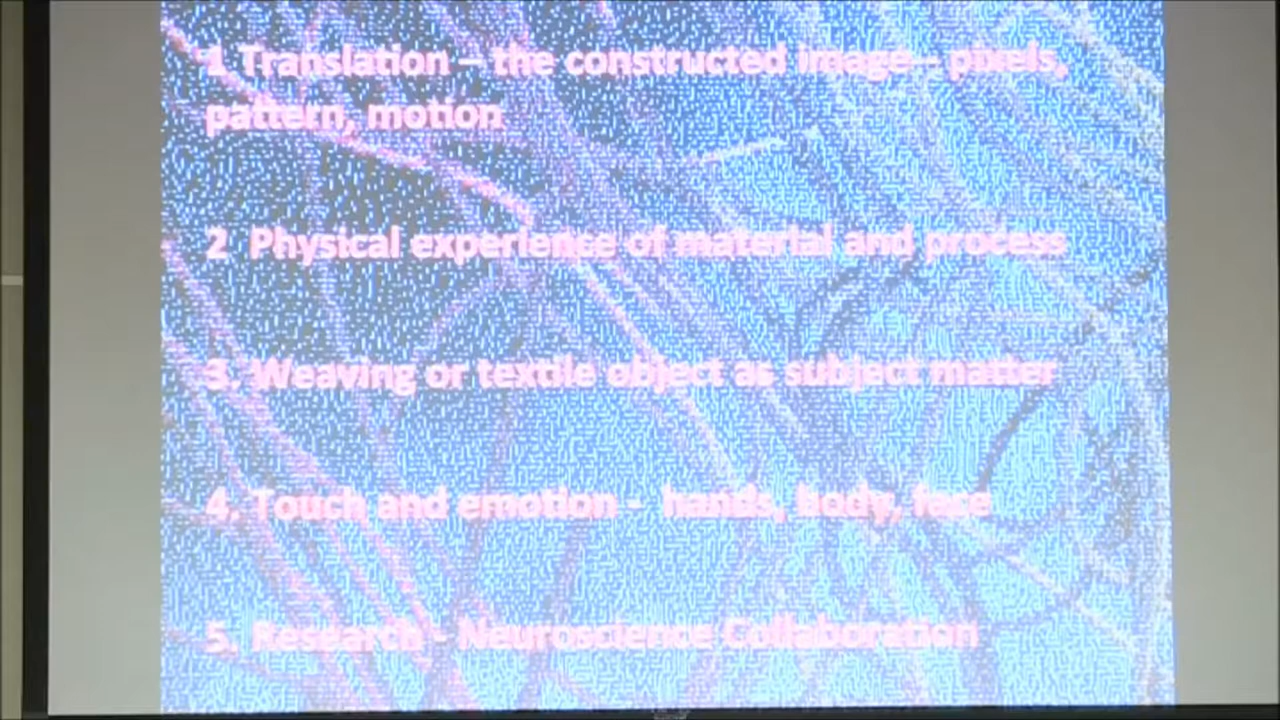 1 Translation – the constructed image– pixels,
pattern, motion
2 Physical experience of material and process
3. Weaving or textile object as subject matter
4. Touch and emotion - hands, body, face
5. Research - Neuroscience Collaboration